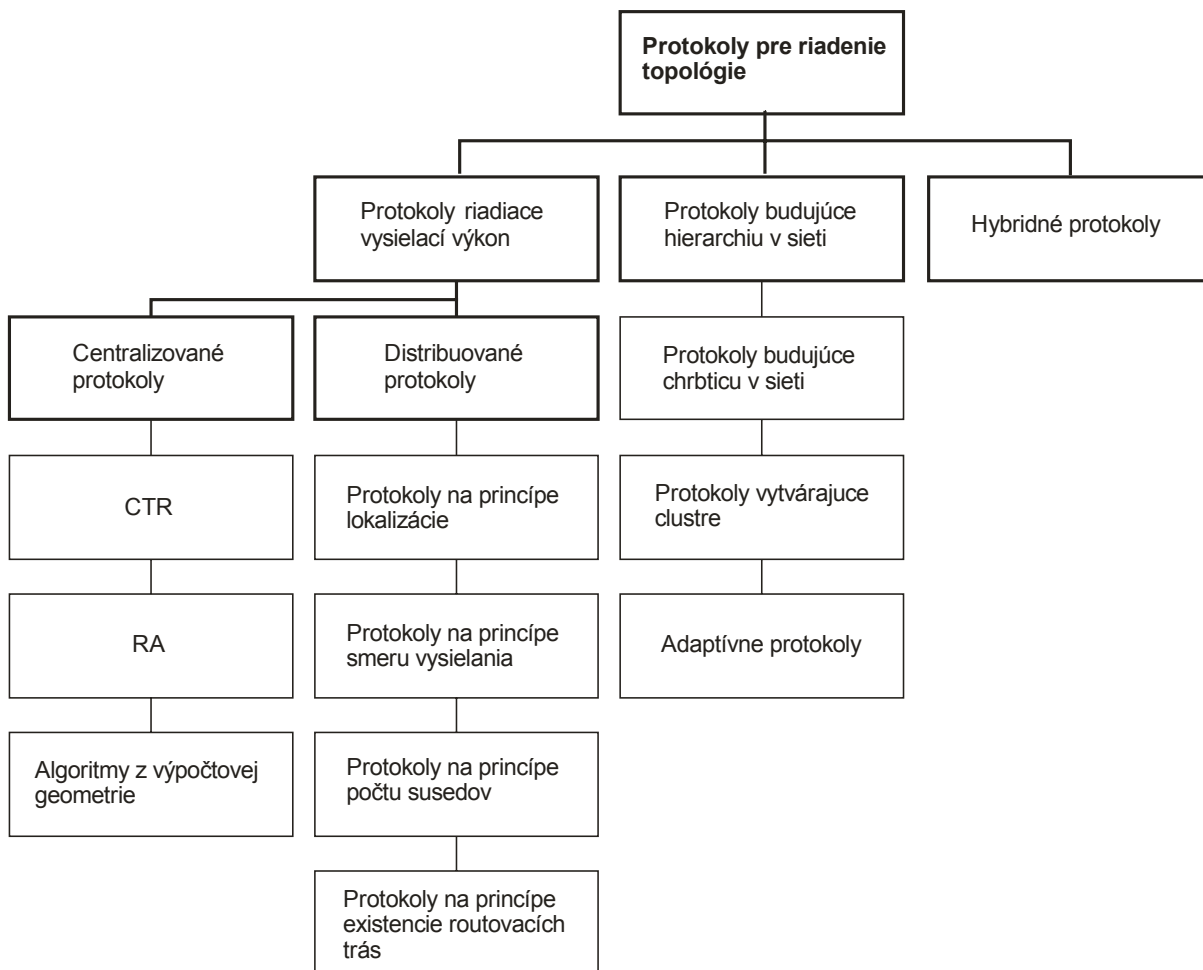 Protokoly pre riadenie
topológie
Protokoly riadiace
vysielací výkon
Protokoly budujúce
hierarchiu v sieti
Hybridné protokoly
Centralizované
protokoly
Distribuované
protokoly
Protokoly budujúce
chrbticu v sieti
CTR
Protokoly na princípe
lokalizácie
Protokoly vytvárajuce
clustre
RA
Protokoly na princípe
smeru vysielania
Adaptívne protokoly
Algoritmy z výpočtovej
geometrie
Protokoly na princípe
počtu susedov
Protokoly na princípe
existencie routovacích
trás